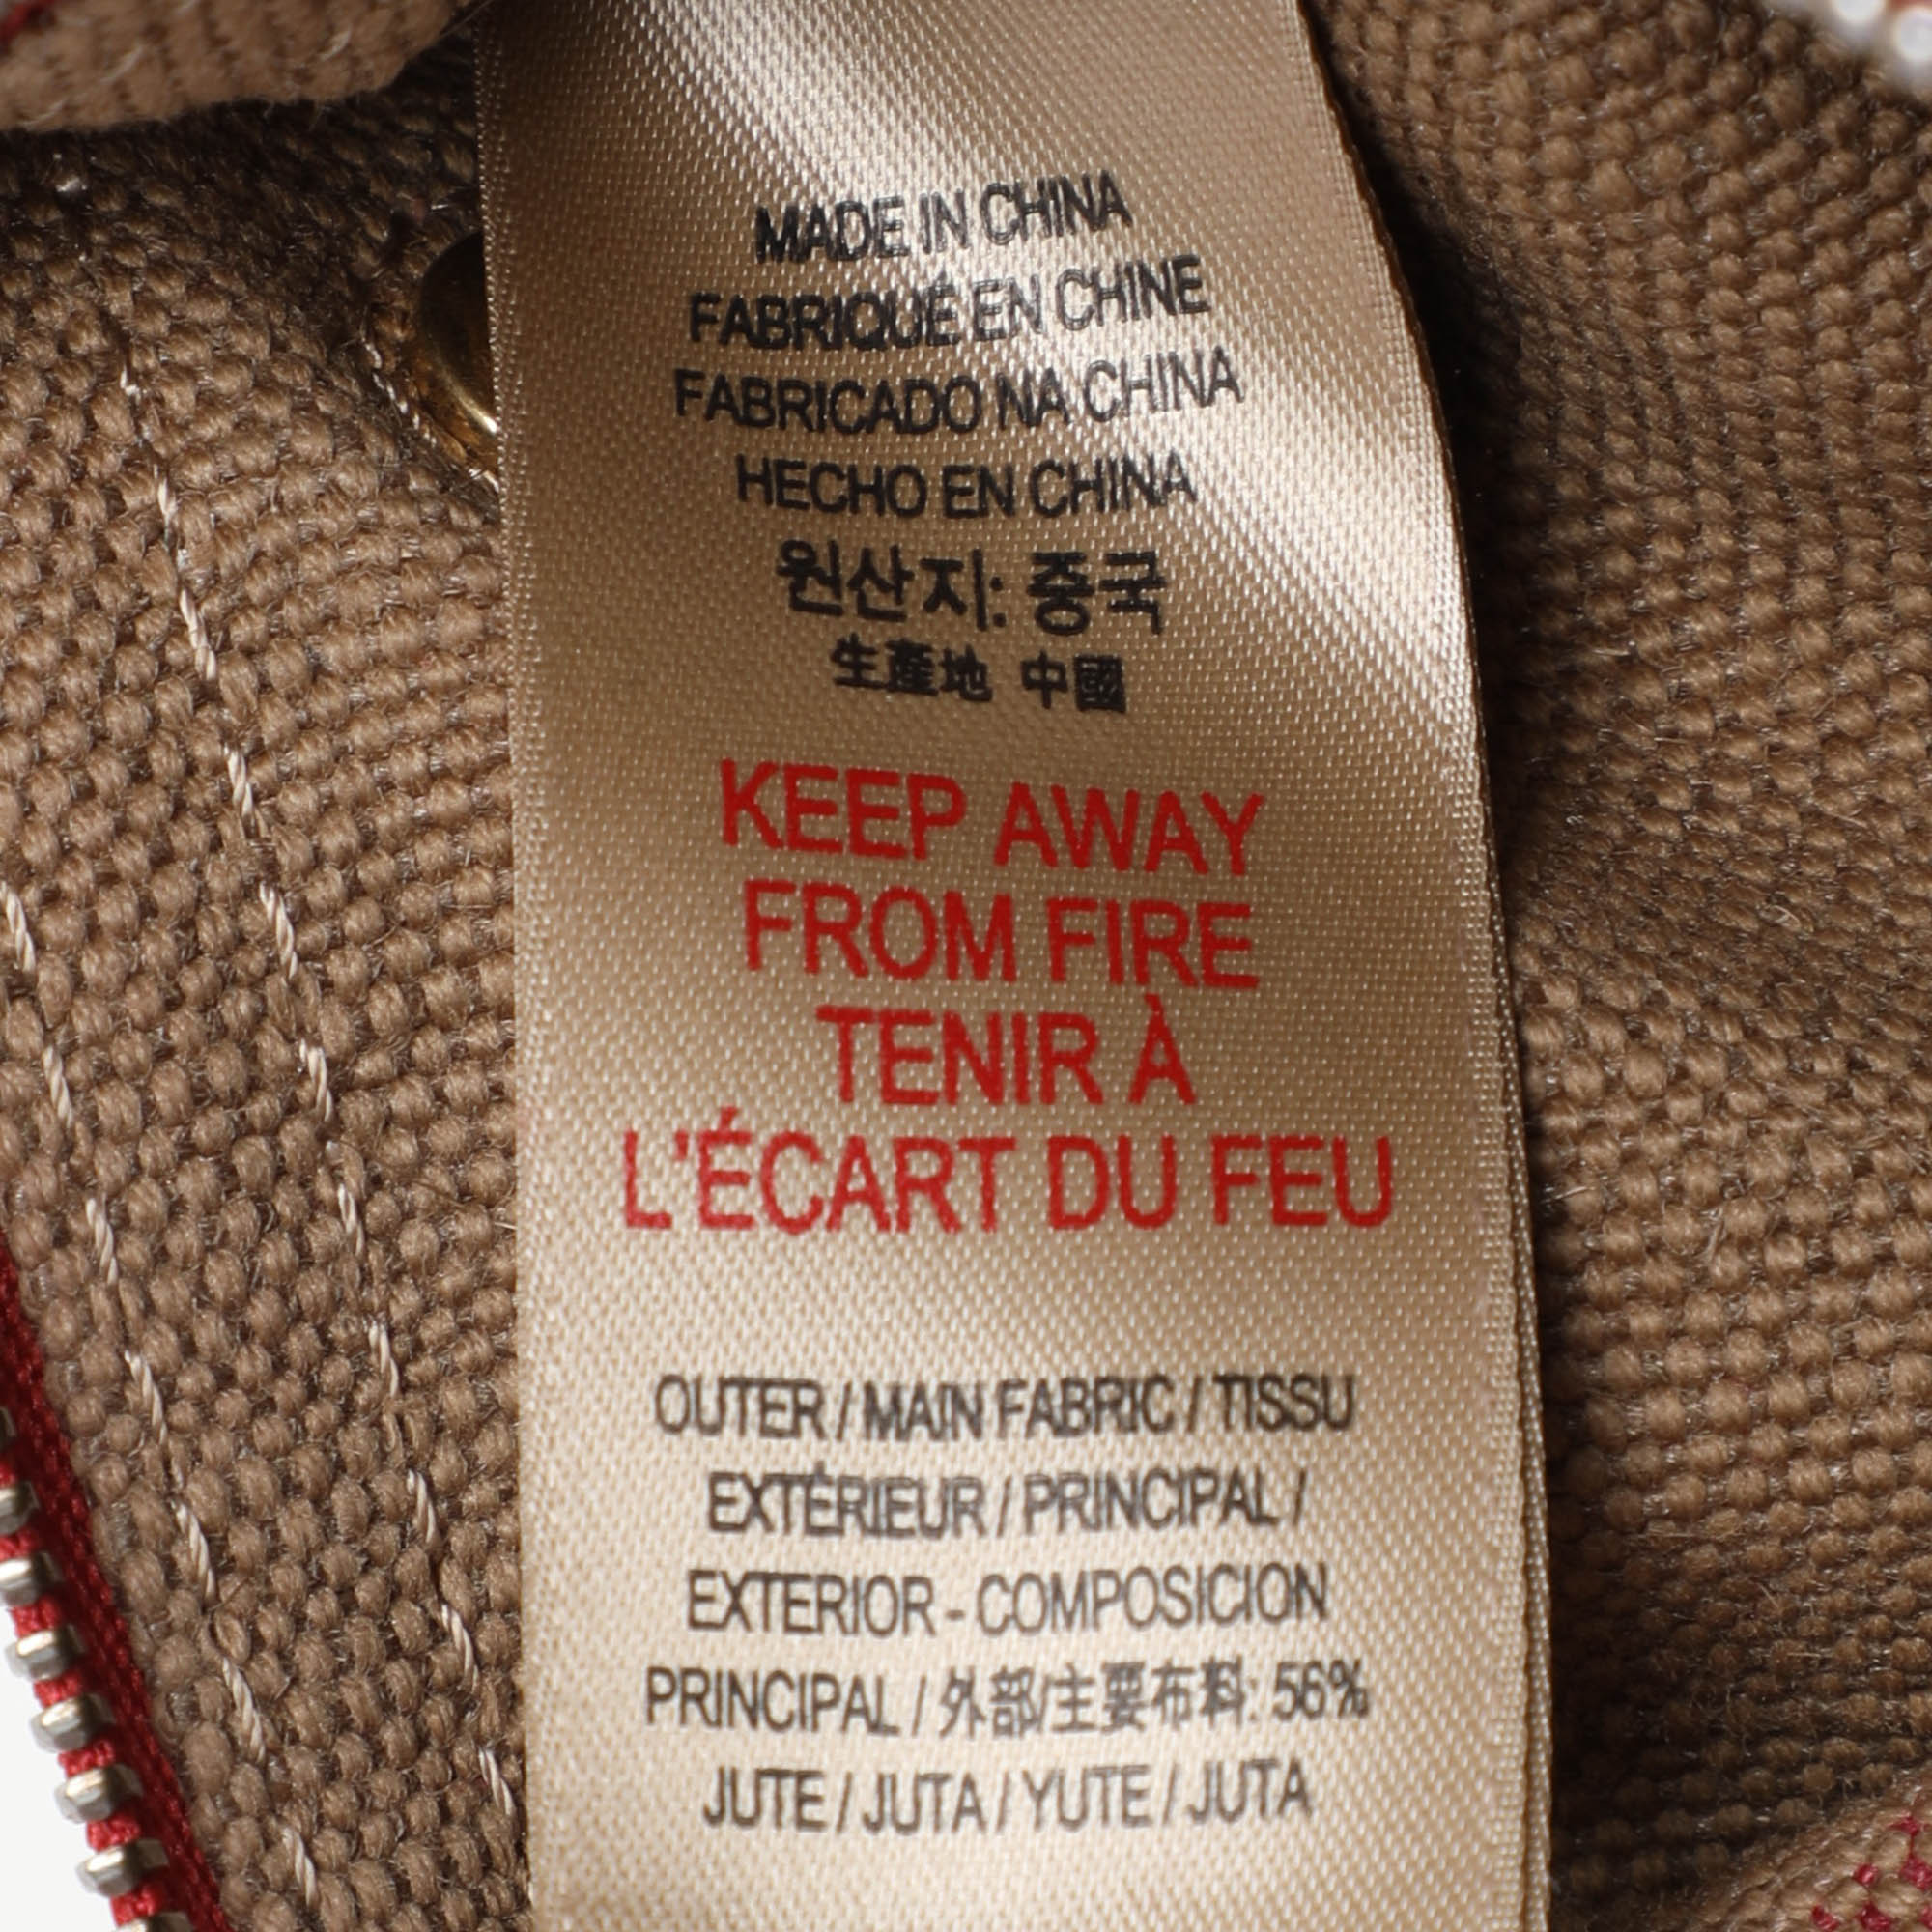 MADE IN CHINA
FABRIQUÉ EN CHINE
FABRICADO NA CHINA
HECHO EN CHINA
원산지: 중국
生產地 中國
KEEP AWAY
FROM FIRE
TENIR À
L'ÉCART DU FEU
OUTER / MAIN FABRIC / TISSU
EXTÉRIEUR / PRINCIPAL /
EXTERIOR - COMPOSICION
PRINCIPAL / 外部/主要布料: 56%
JUTE / JUTA / YUTE / JUTA